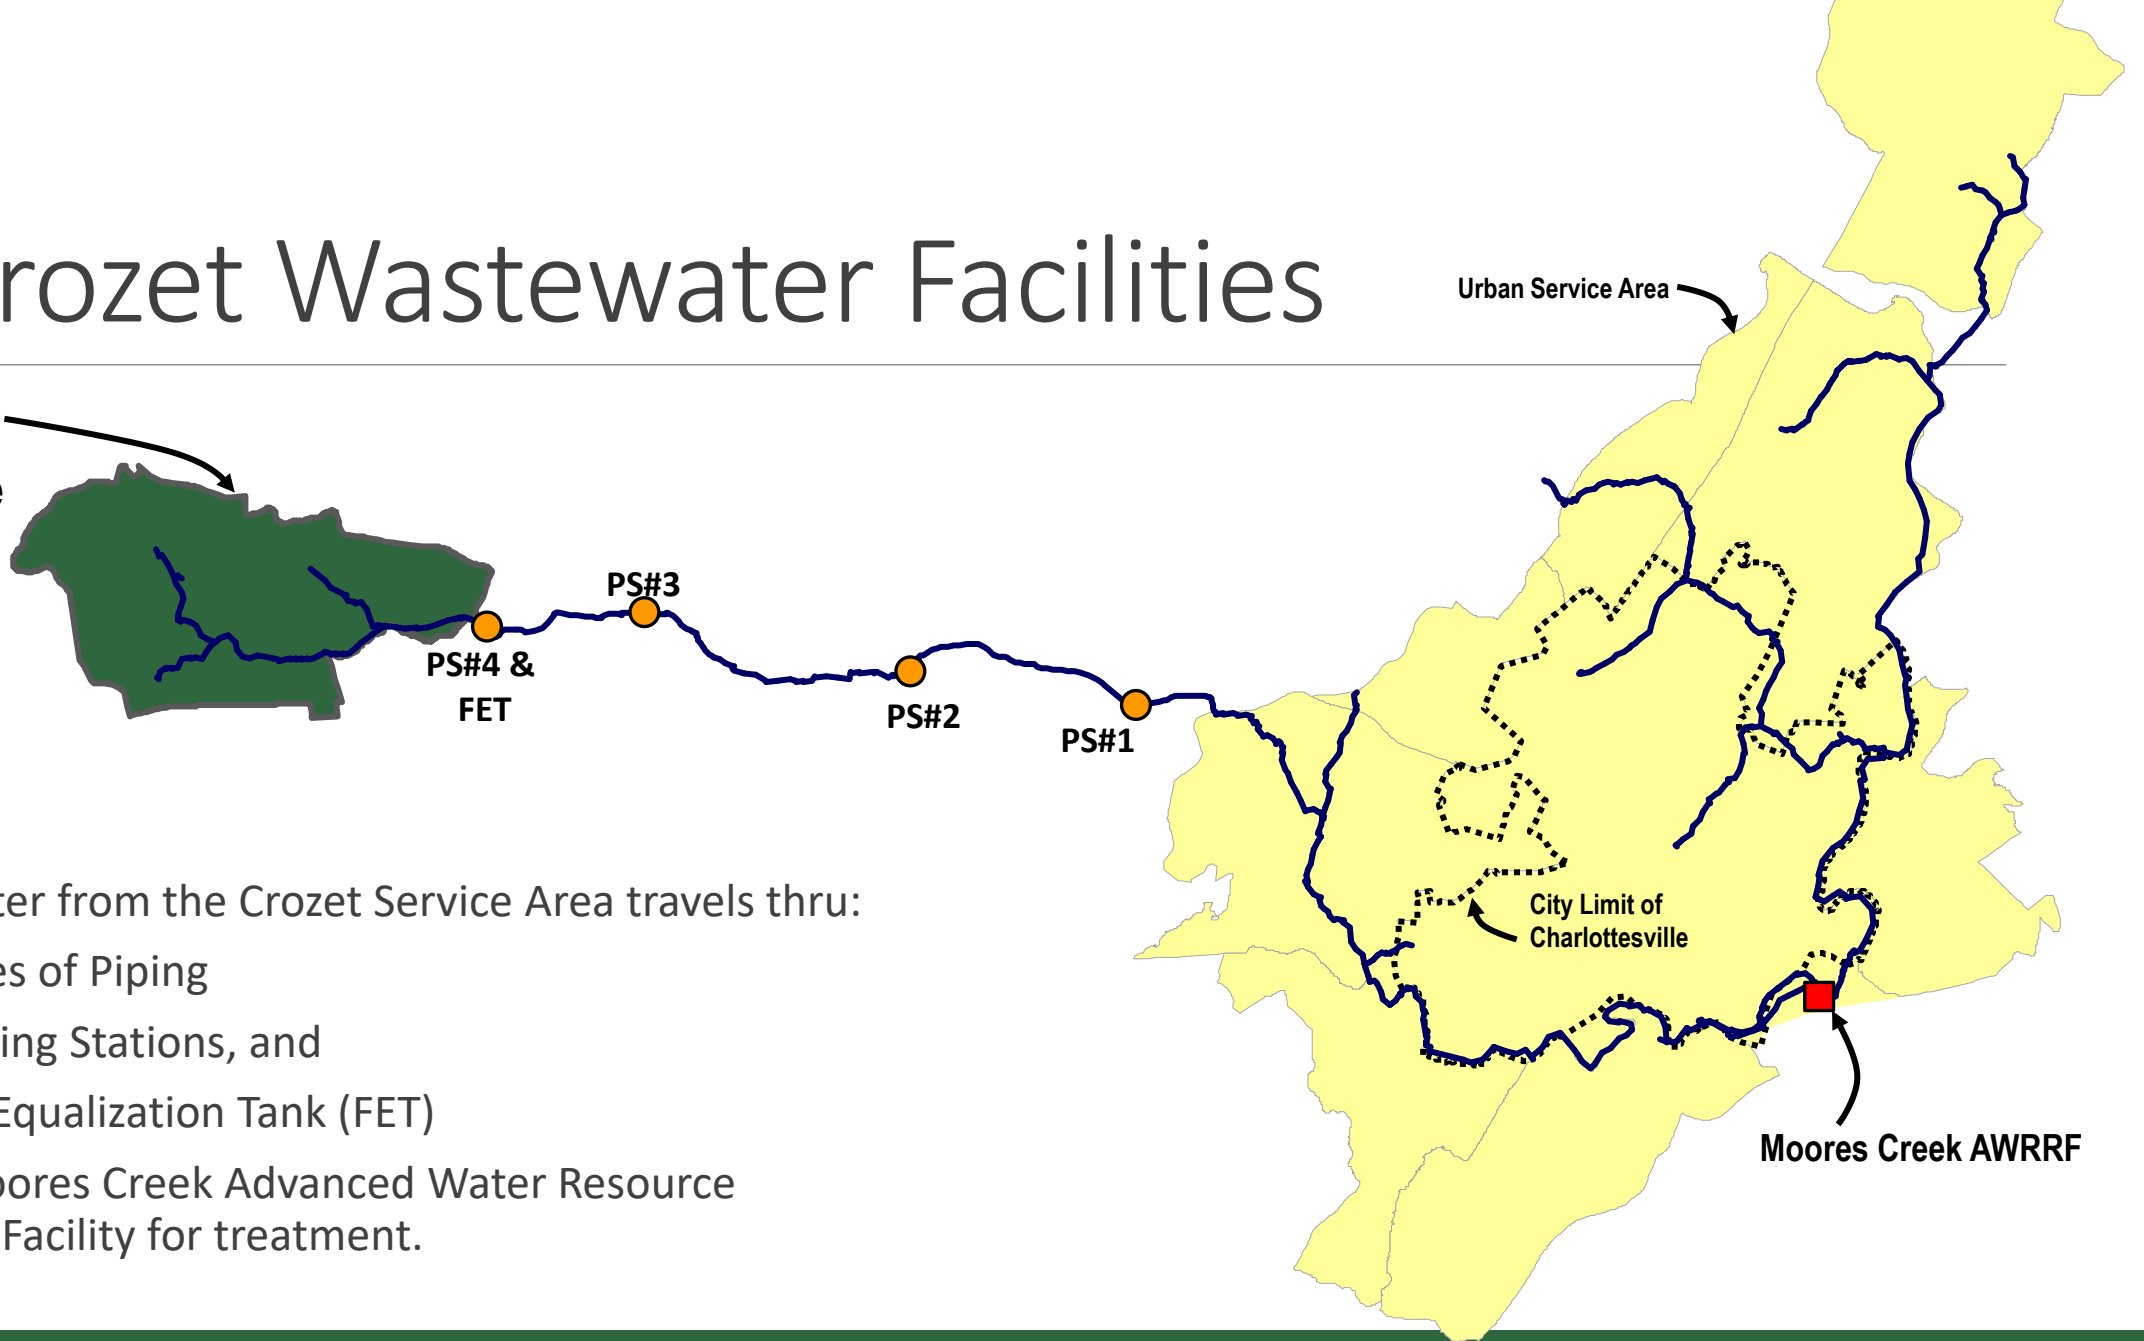 rozet Wastewater Facilities
Urban Service Area
e
PS#3
PS#4 &
FET
PS#2
PS#1
ter from the Crozet Service Area travels thru:
es of Piping
ing Stations, and
Equalization Tank (FET)
oores Creek Advanced Water Resource
Facility for treatment.
City Limit of
Charlottesville
Moores Creek AWRRF